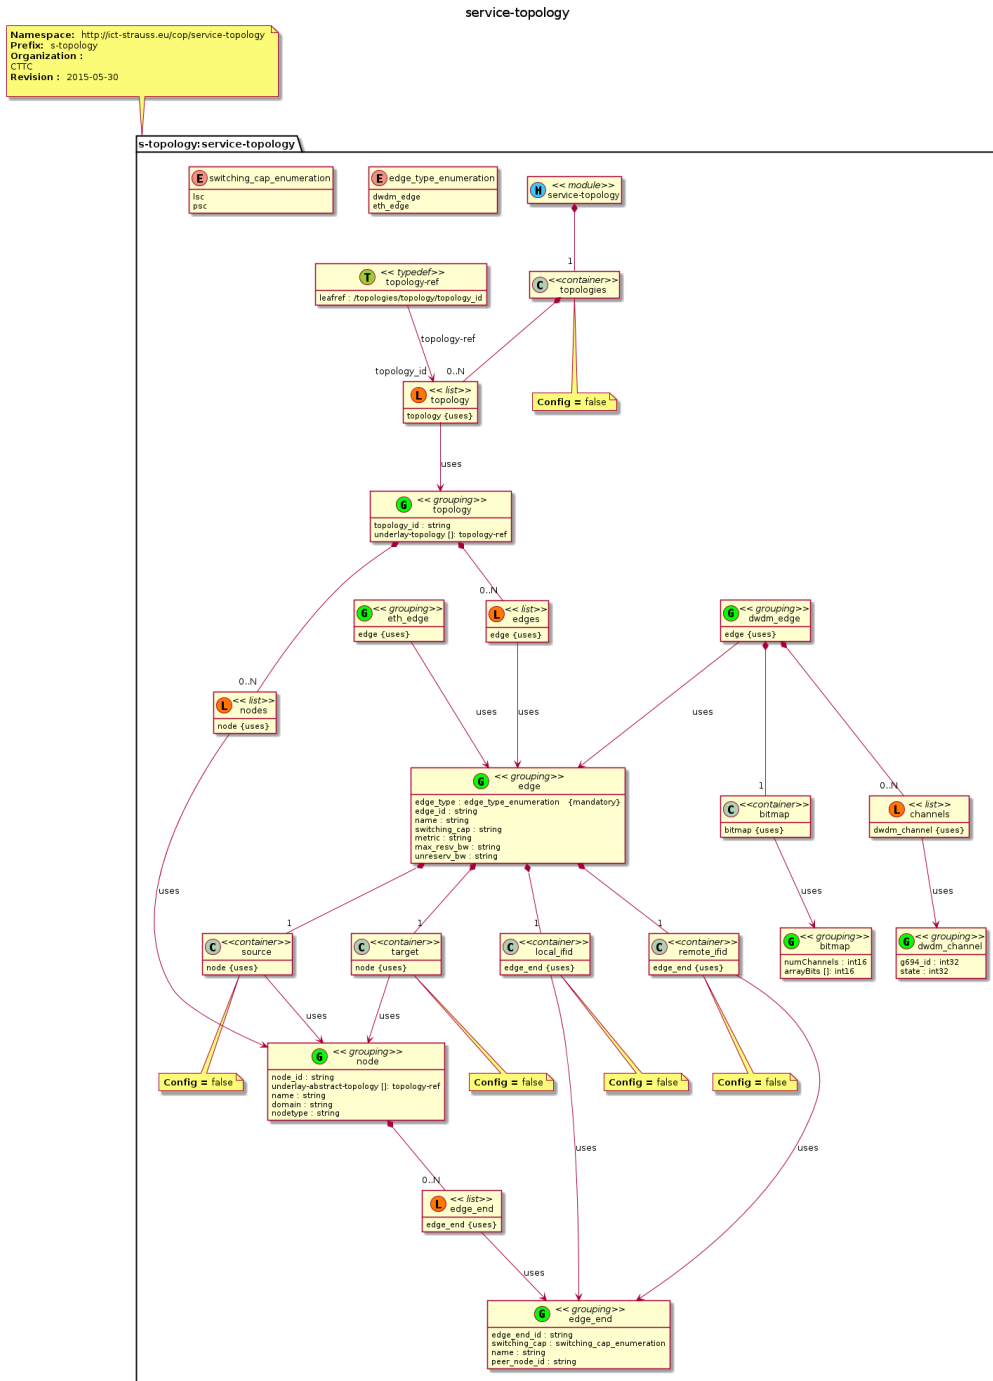 service-topology
Namespace: http://ict-strauss.eu/cop/service-topology
Prefix: s-topology
Organization :
CTTC
Revision : 2015-05-30
s-topology:service-topology
E switching_cap_enumeration
lsc
psc
E edge_type_enumeration
dwdm_edge
eth_edge
M << module>>
service-topology
1
T << typedef>>
topology-ref
leafref : /topologies/topology/topology_id
C <<container>>
topologies
topology-ref
topology_id
0..N
L << list>>
topology
topology {uses}
Config = false
uses
G << grouping>>
topology
topology_id : string
underlay-topology []: topology-ref
0..N
G << grouping>>
eth_edge
edge {uses}
L << list>>
edges
edge {uses}
G << grouping>>
dwdm_edge
edge {uses}
0..N
L << list>>
nodes
node {uses}
uses
uses
uses
G << grouping>>
edge
edge_type : edge_type_enumeration {mandatory}
edge_id : string
name : string
switching_cap : string
metric : string
max_resv_bw : string
unreserv_bw : string
1
0..N
C <<container>>
bitmap
bitmap {uses}
L << list>>
channels
dwdm_channel {uses}
uses
uses
uses
1
1
1
1
C <<container>>
source
node {uses}
C <<container>>
target
node {uses}
C <<container>>
local_ifid
edge_end {uses}
C <<container>>
remote_ifid
edge_end {uses}
G << grouping>>
bitmap
numChannels : int16
arrayBits []: int16
G << grouping>>
dwdm_channel
g694_id : int32
state : int32
uses
uses
Config = false
G << grouping>>
node
node_id : string
underlay-abstract-topology []: topology-ref
name : string
domain : string
nodetype : string
Config = false
Config = false
Config = false
uses
uses
0..N
L << list>>
edge_end
edge_end {uses}
uses
G << grouping>>
edge_end
edge_end_id : string
switching_cap : switching_cap_enumeration
name : string
peer_node_id : string